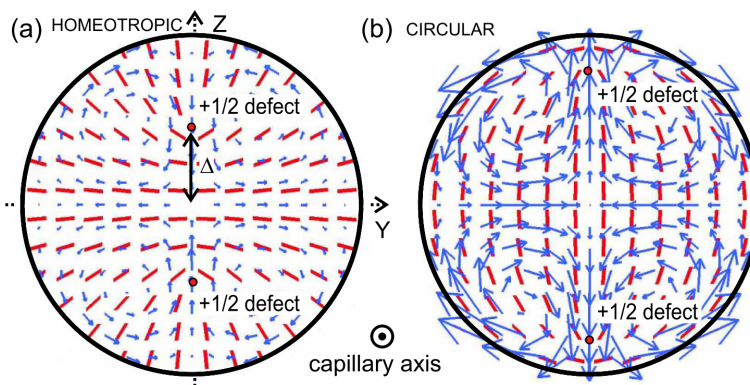 (a) HOMEOTROPIC
Z
+1/2 defect
Δ
Y
+1/2 defect
(b) CIRCULAR
+1/2 defect
+1/2 defect
capillary axis